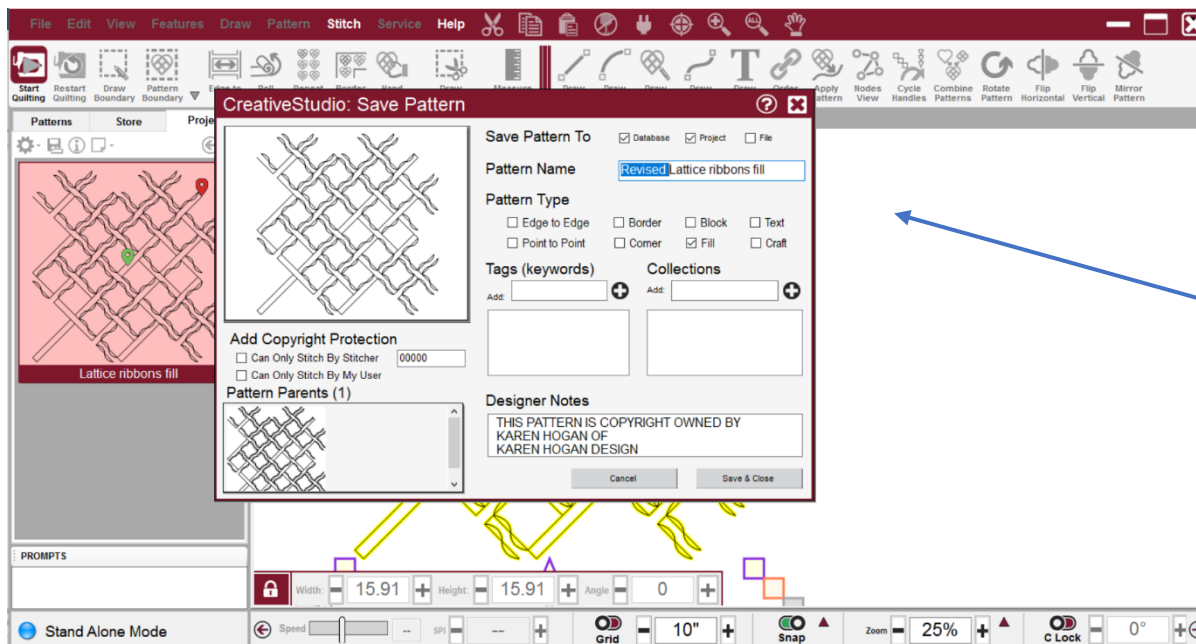 File Edit View Features Draw Pattern Stitch Service Help
Start Quilting
Restart Quilting
Draw Boundary
Pattern Boundary
Measure
Apply Pattern
Nodes View
Cycle Handles
Combine Patterns
Rotate Pattern
Flip Horizontal
Flip Vertical
Mirror Pattern
Patterns Store
CreativeStudio: Save Pattern
Save Pattern To Database Project File
Pattern Name Revised Lattice ribbons fill
Pattern Type
Edge to Edge Border Block Text
Point to Point Corner Fill Craft
Tags (keywords) Collections
Add: Add:
Add Copyright Protection
Can Only Stitch By Stitcher 00000
Can Only Stitch By My User
Pattern Parents (1)
Designer Notes
THIS PATTERN IS COPYRIGHT OWNED BY
KAREN HOGAN OF
KAREN HOGAN DESIGN
Cancel Save & Close
Lattice ribbons fill
PROMPTS
Width: 15.91 Height: 15.91 Angle 0
Stand Alone Mode
Speed -- SPI -- Grid 10" Snap Zoom 25% C Lock 0°